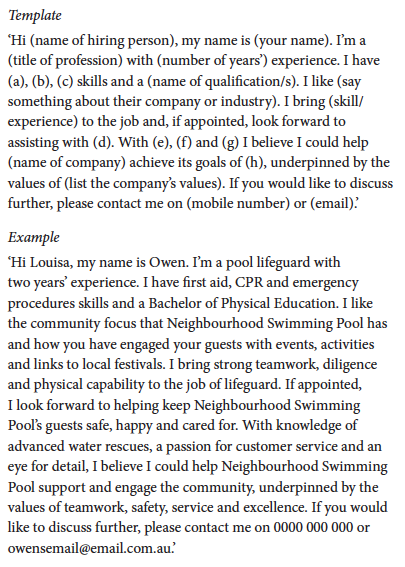 Template
‘Hi (name of hiring person), my name is (your name). I’m a
(title of profession) with (number of years’) experience. I have
(a), (b), (c) skills and a (name of qualification/s). I like (say
something about their company or industry). I bring (skill/
experience) to the job and, if appointed, look forward to
assisting with (d). With (e), (f) and (g) I believe I could help
(name of company) achieve its goals of (h), underpinned by the
values of (list the company’s values). If you would like to discuss
further, please contact me on (mobile number) or (email).’
Example
‘Hi Louisa, my name is Owen. I’m a pool lifeguard with
two years’ experience. I have first aid, CPR and emergency
procedures skills and a Bachelor of Physical Education. I like
the community focus that Neighbourhood Swimming Pool has
and how you have engaged your guests with events, activities
and links to local festivals. I bring strong teamwork, diligence
and physical capability to the job of lifeguard. If appointed,
I look forward to helping keep Neighbourhood Swimming
Pool’s guests safe, happy and cared for. With knowledge of
advanced water rescues, a passion for customer service and an
eye for detail, I believe I could help Neighbourhood Swimming
Pool support and engage the community, underpinned by the
values of teamwork, safety, service and excellence. If you would
like to discuss further, please contact me on 0000 000 000 or
owensemail@email.com.au.’